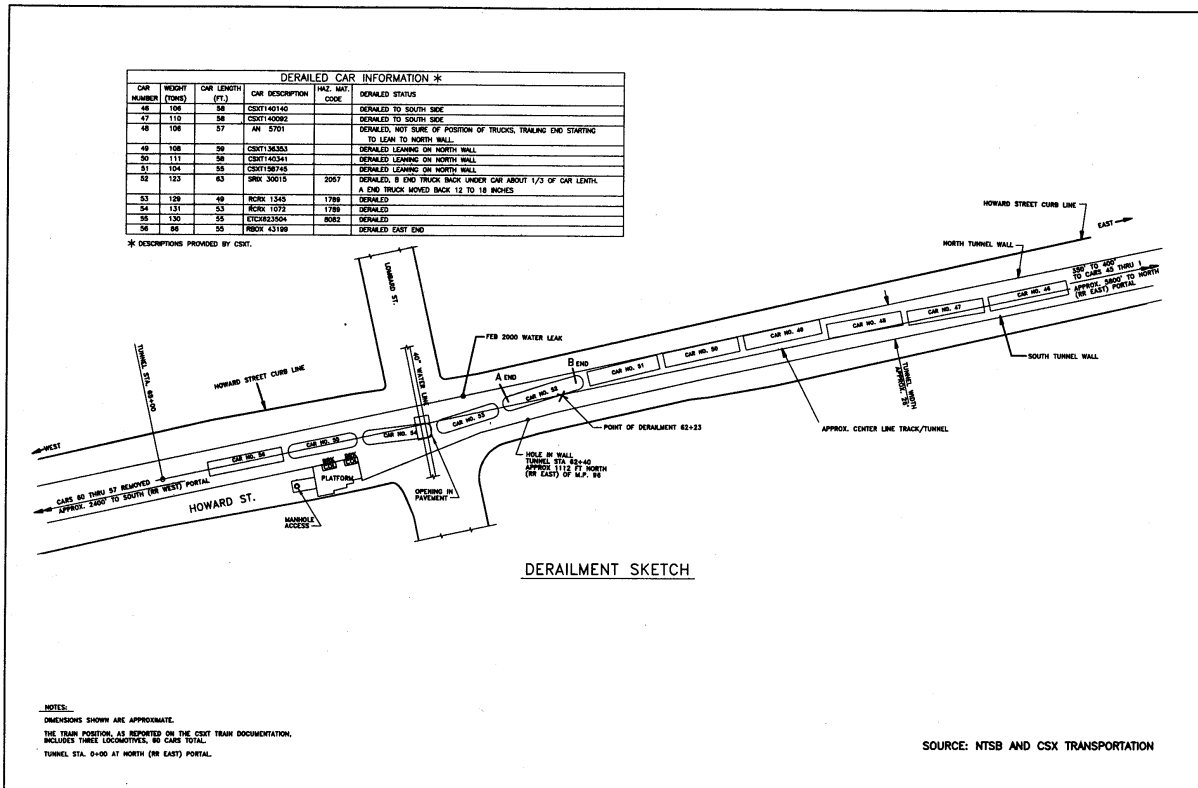 DERAILED CAR INFORMATION *
CAR NUMBER WEIGHT (TONS) CAR LENGTH (FT.) CAR DESCRIPTION HAZ. MAT. CODE DERAILED STATUS
46 106 58 CSXT140140 DERAILED TO SOUTH SIDE
47 110 58 CSXT140092 DERAILED TO SOUTH SIDE
48 106 57 AN 5701 DERAILED, NOT SURE OF POSITION OF TRUCKS, TRAILING END STARTING
TO LEAN TO NORTH WALL.
49 108 59 CSXT136353 DERAILED LEANING ON NORTH WALL
50 111 58 CSXT140341 DERAILED LEANING ON NORTH WALL
51 104 55 CSXT156745 DERAILED LEANING ON NORTH WALL
52 123 63 SRIX 30015 2057 DERAILED, B END TRUCK BACK UNDER CAR ABOUT 1/3 OF CAR LENTH.
A END TRUCK MOVED BACK 12 TO 18 INCHES
53 129 49 RCRX 1345 1789 DERAILED
54 131 53 RCRX 1072 1789 DERAILED
55 130 55 ETCX623504 8082 DERAILED
56 86 55 RBOX 43199 DERAILED EAST END
* DESCRIPTIONS PROVIDED BY CSXT.
HOWARD STREET CURB LINE
EAST
NORTH TUNNEL WALL
350' TO 400'
TO CARS 45 THRU 1
APPROX. 5800' TO NORTH
(RR EAST) PORTAL
LOMBARD ST.
CAR NO. 46
CAR NO. 47
CAR NO. 48
CAR NO. 49
CAR NO. 50
CAR NO. 51
SOUTH TUNNEL WALL
FEB 2000 WATER LEAK
TUNNEL STA. 65+00
40" WATER LINE
HOWARD STREET CURB LINE
A END
B END
CAR NO. 52
TUNNEL WIDTH
APPROX.
POINT OF DERAILMENT 62+23
APPROX. CENTER LINE TRACK/TUNNEL
CAR NO. 53
CAR NO. 54
WEST
CAR NO. 56
HOLE IN WALL
TUNNEL STA 62+40
APPROX 1112 FT NORTH
(RR EAST) OF M.P. 96
CARS 60 THRU 57 REMOVED
APPROX. 2400' TO SOUTH (RR WEST) PORTAL
BRK COL
BRK COL
PLATFORM
OPENING IN
PAVEMENT
HOWARD ST.
MANHOLE
ACCESS
DERAILMENT SKETCH
NOTES:
DIMENSIONS SHOWN ARE APPROXIMATE.
THE TRAIN POSITION, AS REPORTED ON THE CSXT TRAIN DOCUMENTATION,
INCLUDES THREE LOCOMOTIVES, 60 CARS TOTAL.
TUNNEL STA. 0+00 AT NORTH (RR EAST) PORTAL.
SOURCE: NTSB AND CSX TRANSPORTATION